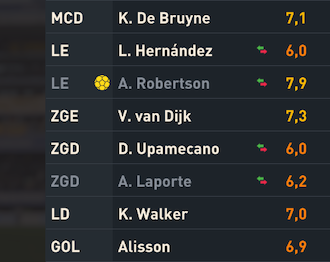 MCD K. De Bruyne 7,1
LE L. Hernández 6,0
LE A. Robertson 7,9
ZGE V. van Dijk 7,3
ZGD D. Upamecano 6,0
ZGD A. Laporte 6,2
LD K. Walker 7,0
GOL Alisson 6,9